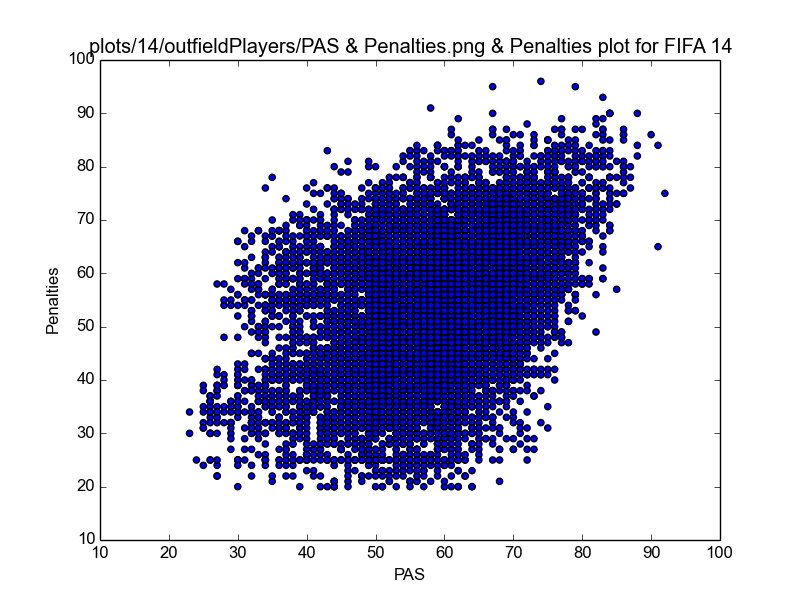 plots/14/outfieldPlayers/PAS & Penalties.png & Penalties plot for FIFA 14
100
90
80
70
60
50
40
30
20
10
Penalties
10 20 30 40 50 60 70 80 90 100
PAS